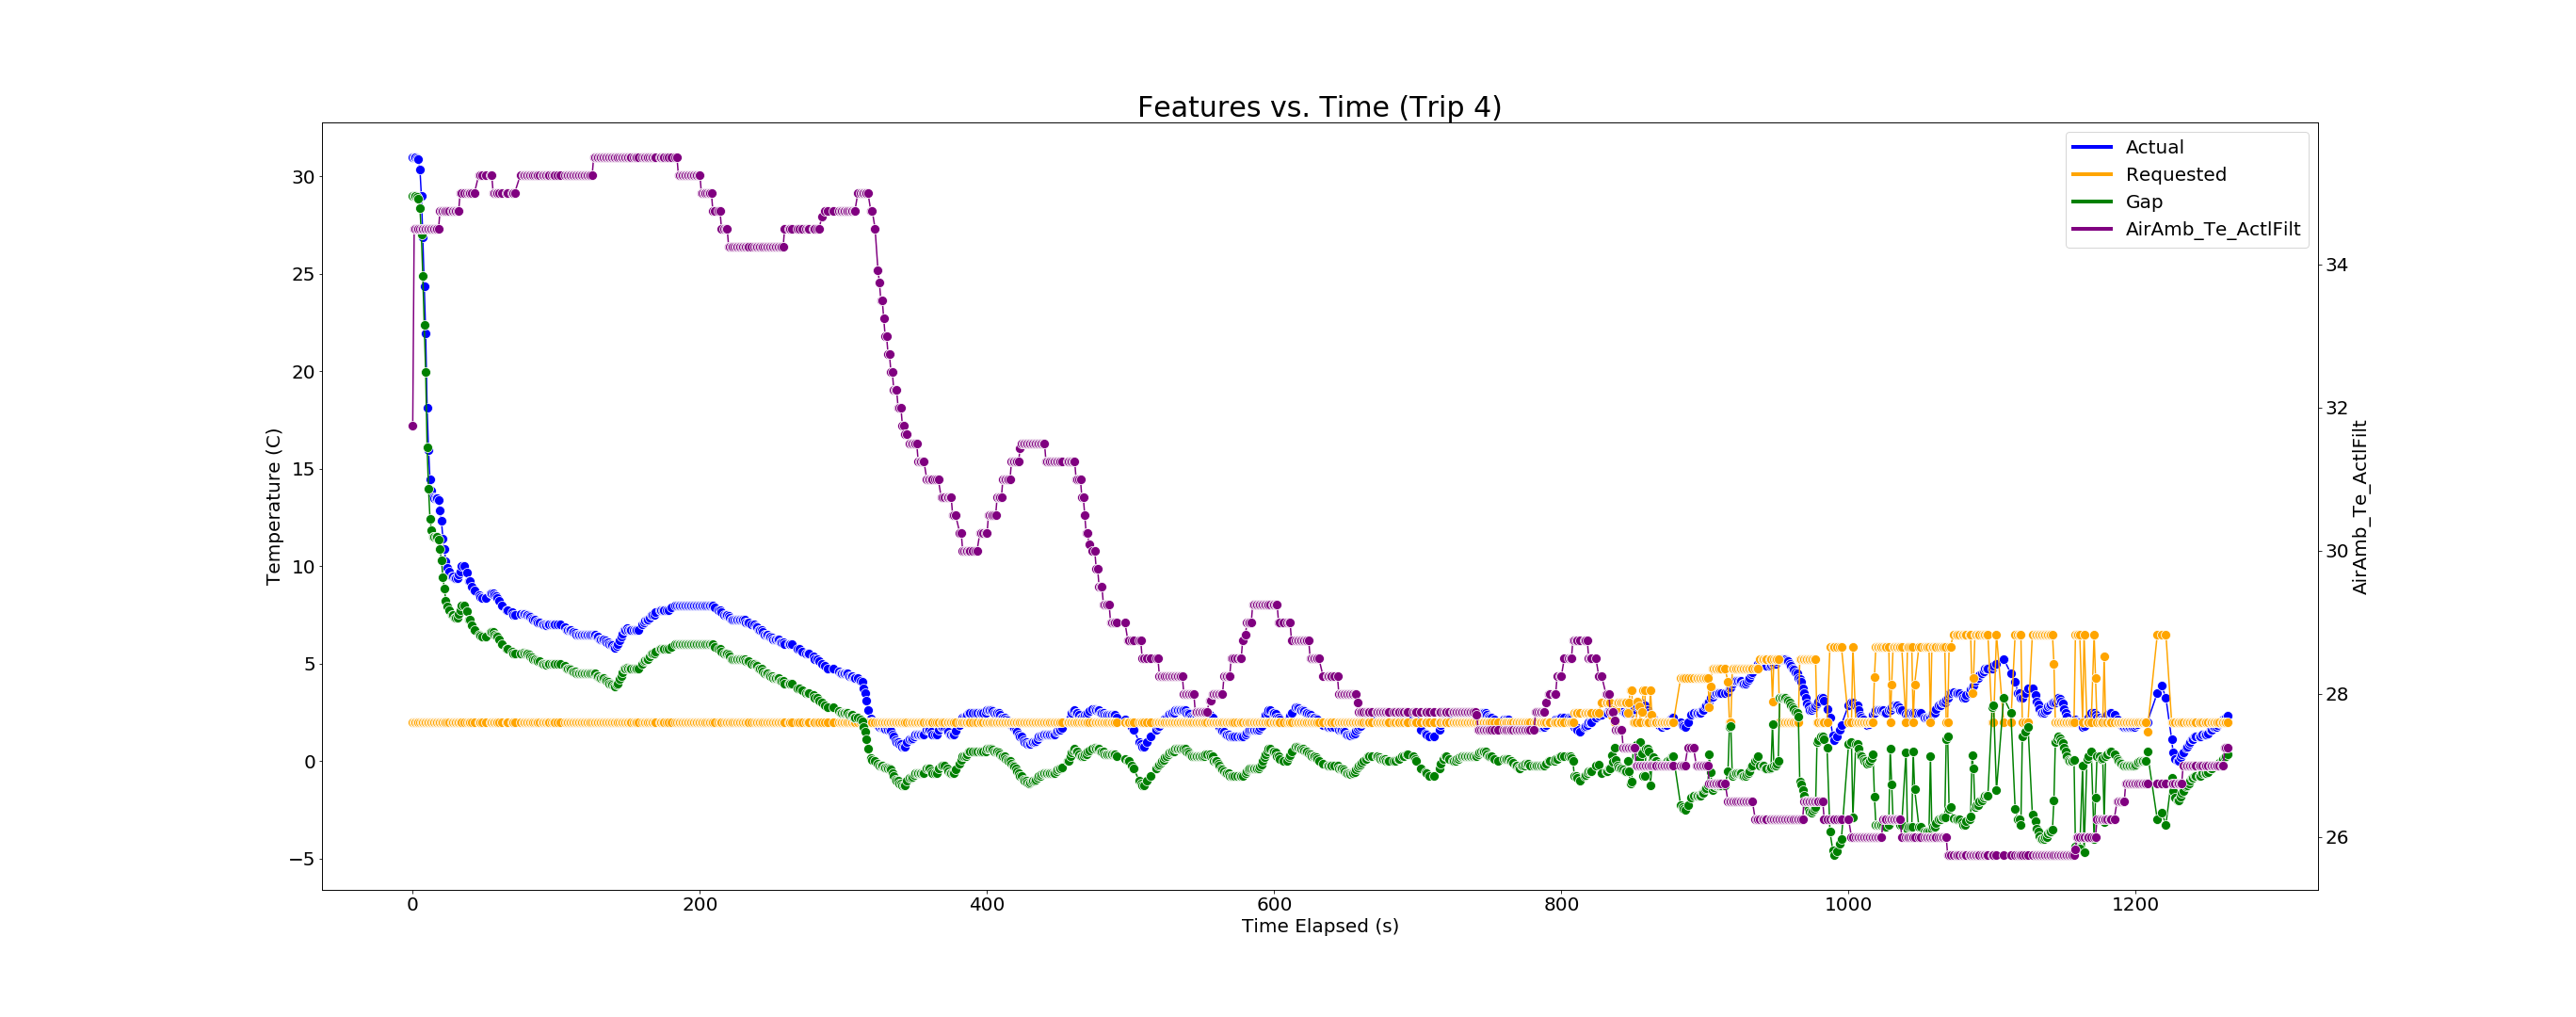 Features vs. Time (Trip 4)
Actual
Requested
Gap
AirAmb_Te_ActlFilt
30
25
20
15
10
5
0
−5
Temperature (C)
34
32
30
28
26
AirAmb_Te_ActlFilt
0 200 400 600 800 1000 1200
Time Elapsed (s)